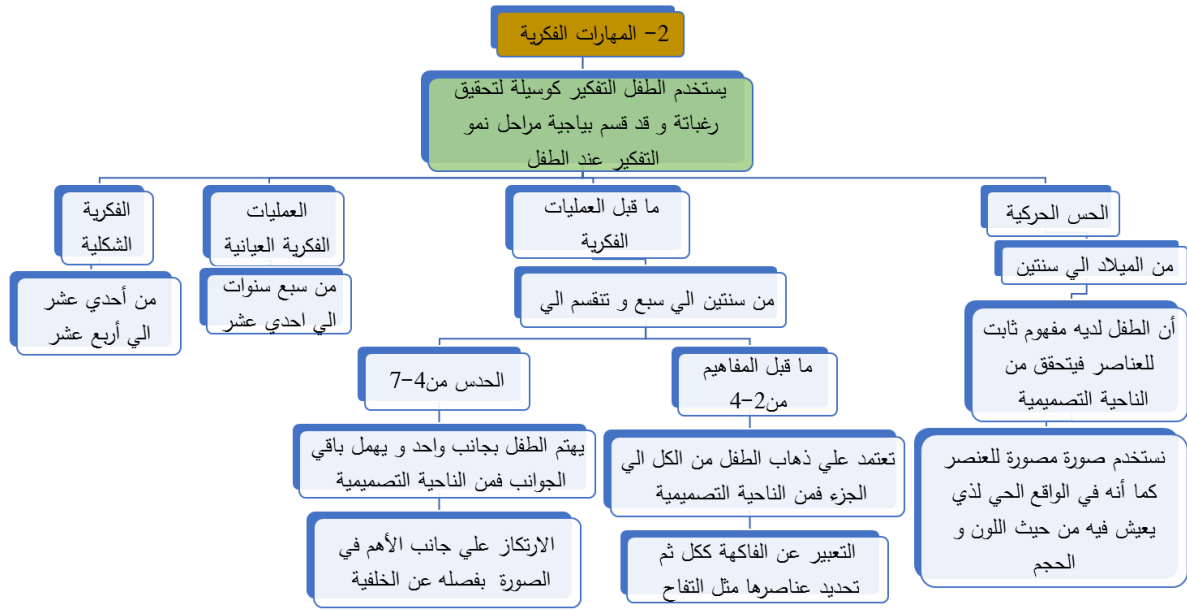 2- المهارات الفكرية
يستخدم الطفل التفكير كوسيلة لتحقيق
رغباتة و قد قسم بياجية مراحل نمو
التفكير عند الطفل
الحس الحركية
من الميلاد الي سنتين
أن الطفل لديه مفهوم ثابت
للعناصر فيتحقق من
الناحية التصميمية
نستخدم صورة مصورة للعنصر
كما أنه في الواقع الحي لذي
يعيش فيه من حيث اللون و
الحجم
ما قبل العمليات
الفكرية
من سنتين الي سبع و تنقسم الي
ما قبل المفاهيم
من2-4
تعتمد علي ذهاب الطفل من الكل الي
الجزء فمن الناحية التصميمية
التعبير عن الفاكهة ككل ثم
تحديد عناصرها مثل التفاح
الحدس من4-7
يهتم الطفل بجانب واحد و يهمل باقي
الجوانب فمن الناحية التصميمية
الارتكاز علي جانب الأهم في
الصورة بفصله عن الخلفية
العمليات
الفكرية العيانية
من سبع سنوات
الي احدي عشر
الفكرية
الشكلية
من أحدي عشر
الي أربع عشر